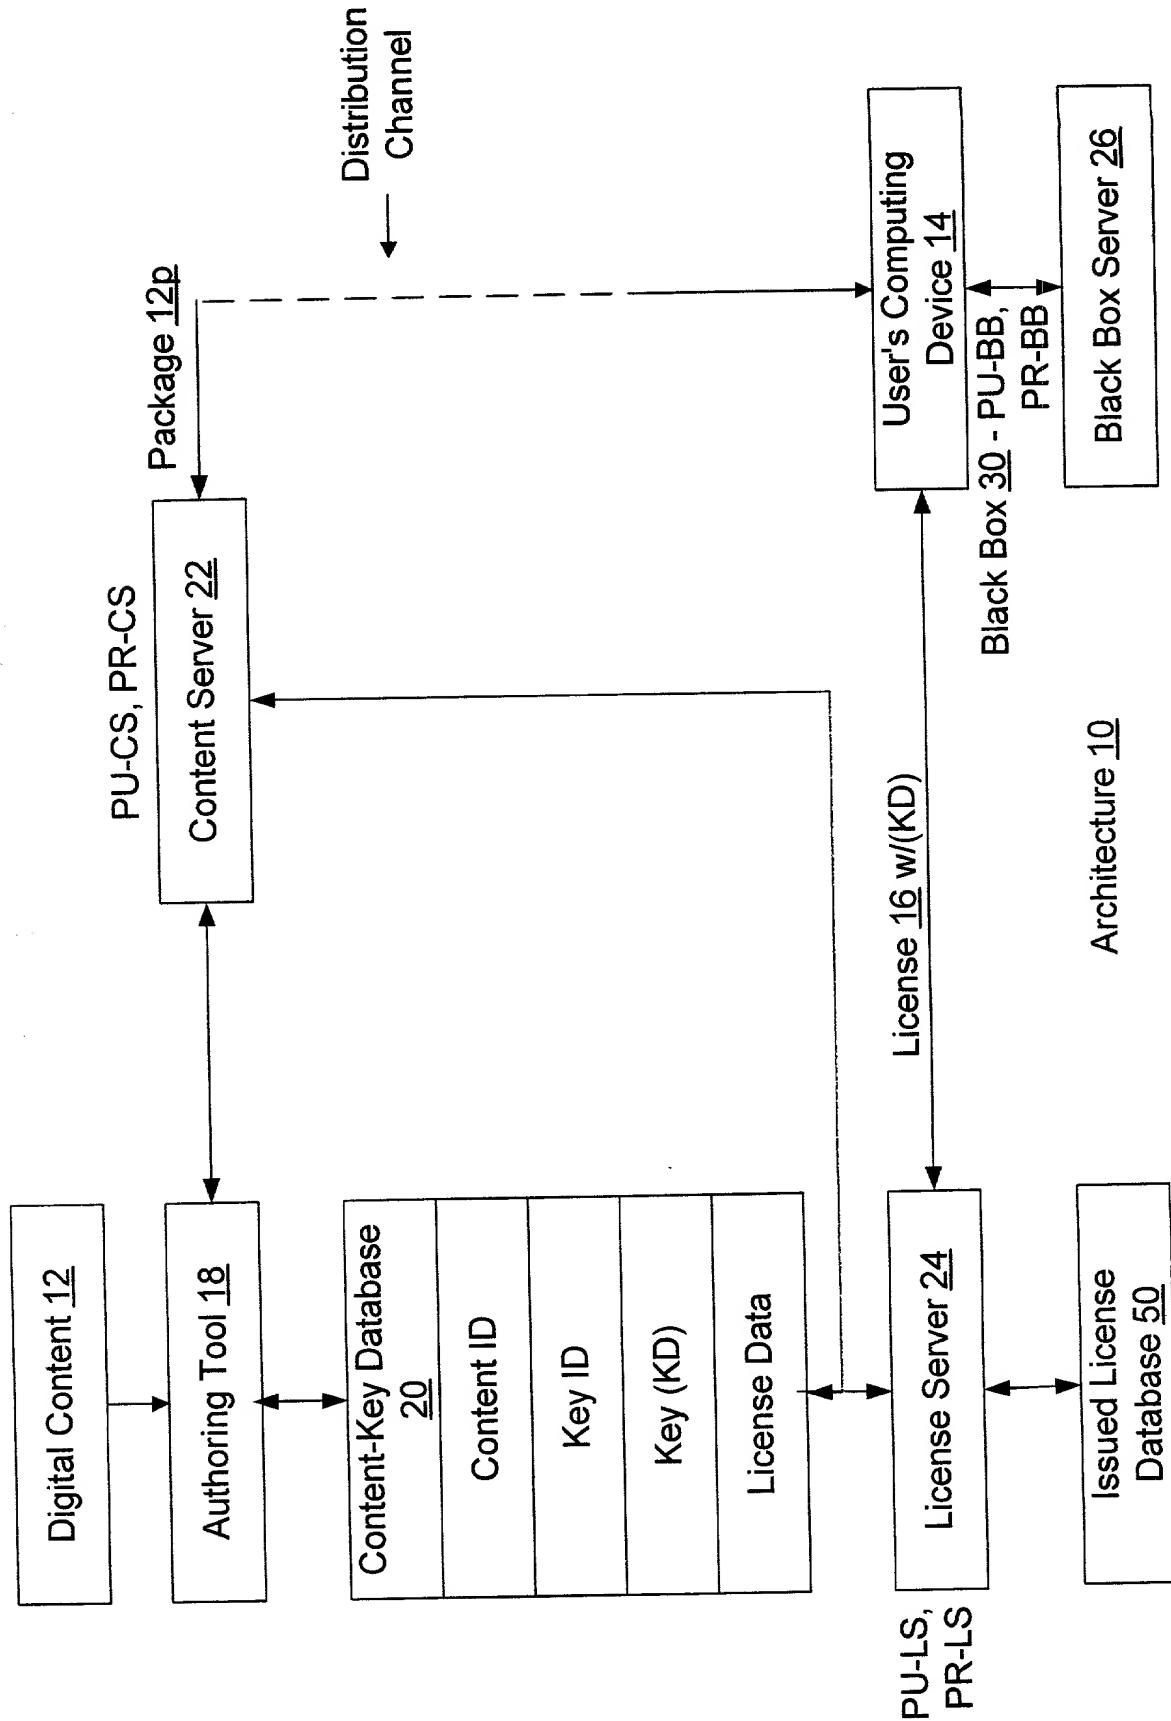 Digital Content 12
Authoring Tool 18
Content-Key Database
20
Content ID
Key ID
Key (KD)
License Data
PU-LS,
PR-LS
License Server 24
Issued License
Database 50
PU-CS, PR-CS
Content Server 22
Package 12p
Distribution
Channel
License 16 w/(KD)
User's Computing
Device 14
Black Box 30 - PU-BB,
PR-BB
Black Box Server 26
Architecture 10